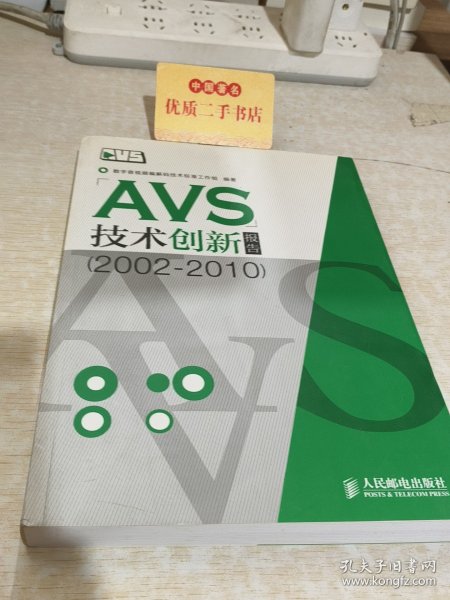 中国著名
优质二手书店
AVS
数字音视频编解码技术标准工作组 编著
「AVS」
技术创新报告
(2002-2010)
AVS
人民邮电出版社
POSTS & TELECOM PRESS
孔夫子旧书网
www.kongfz.com